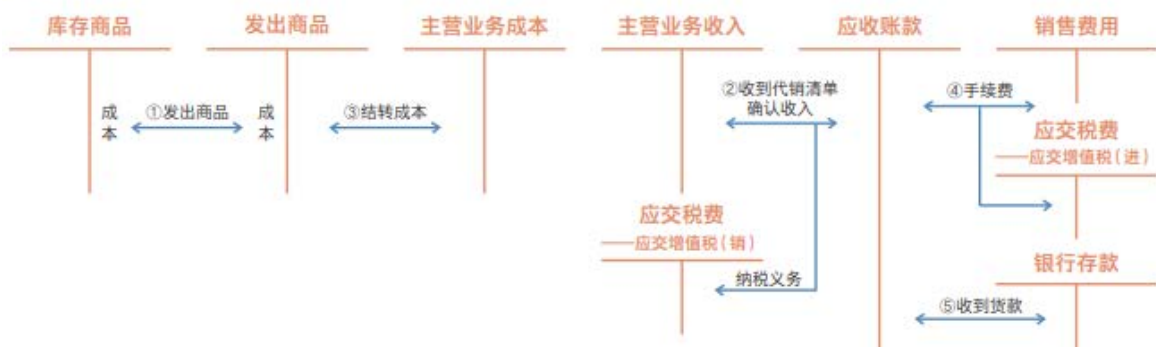 库存商品
发出商品
主营业务成本
主营业务收入
应收账款
销售费用
成本
①发出商品
成本
③结转成本
②收到代销清单
确认收入
④手续费
应交税费
——应交增值税(进)
应交税费
——应交增值税(销)
纳税义务
银行存款
⑤收到货款